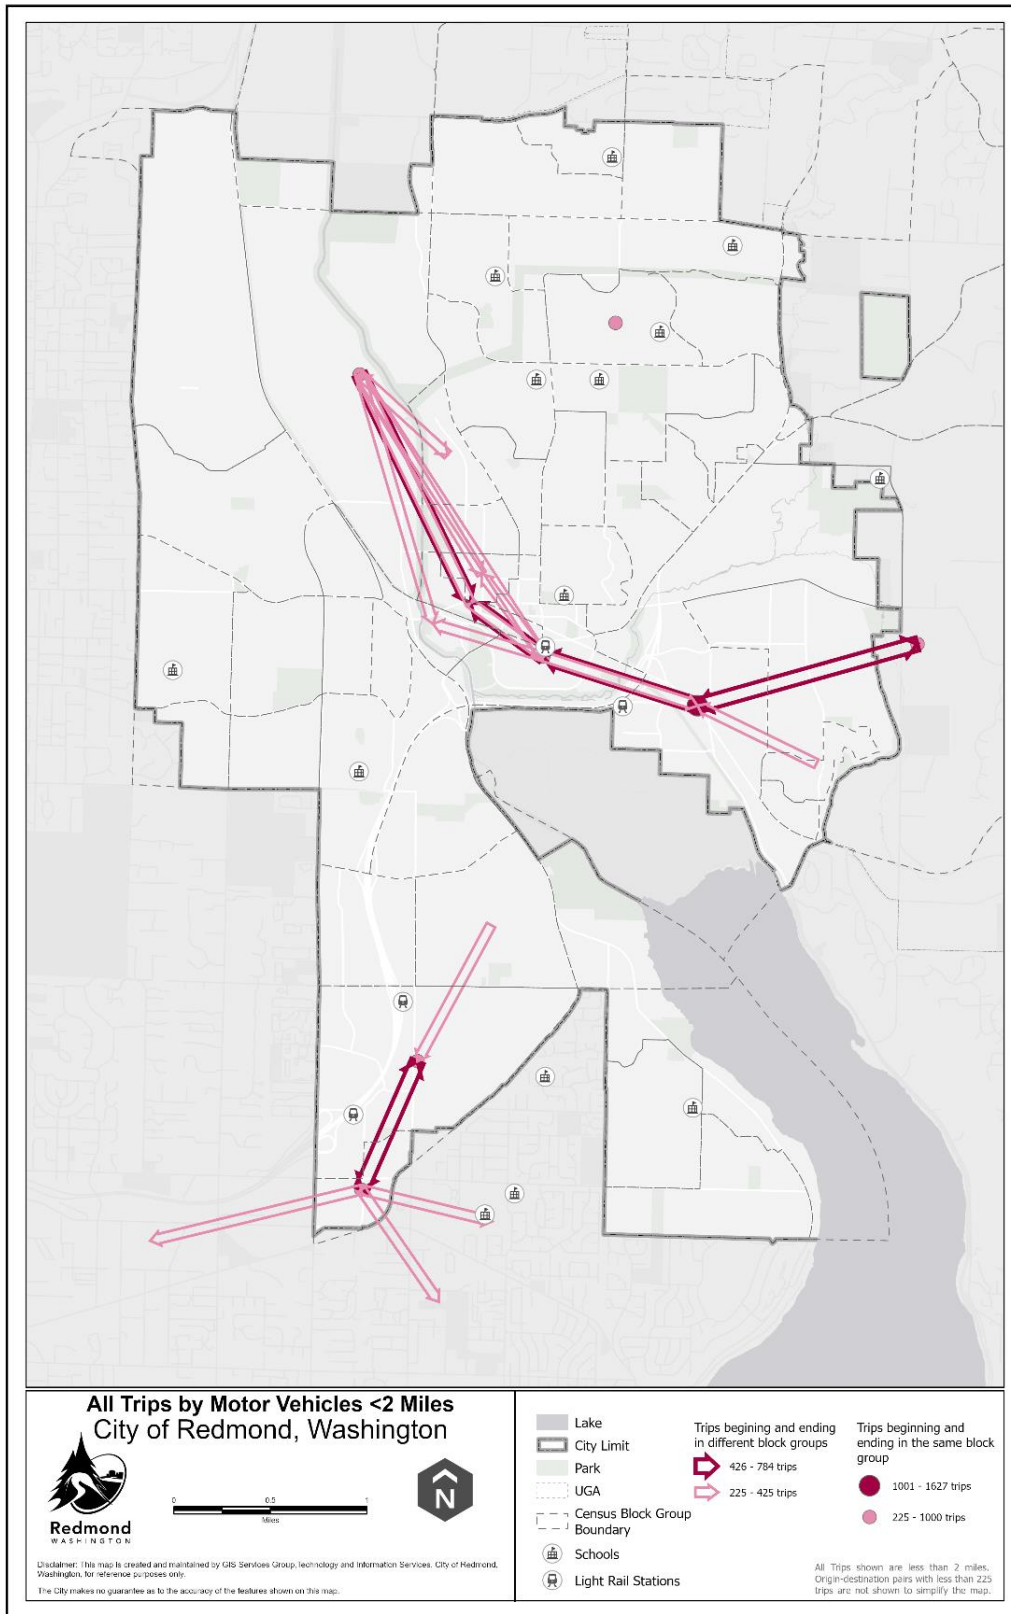 All Trips by Motor Vehicles <2 Miles
City of Redmond, Washington
Redmond
WASHINGTON
0 0.5 1
Miles
N
Disclaimer: This map is created and maintained by GIS Services Group, Technology and Information Services, City of Redmond,
Washington, for reference purposes only.
The City makes no guarantee as to the accuracy of the features shown on this map.
Lake
City Limit
Park
UGA
Census Block Group
Boundary
Schools
Light Rail Stations
Trips begining and ending
in different block groups
426 - 784 trips
225 - 425 trips
Trips beginning and
ending in the same block
group
1001 - 1627 trips
225 - 1000 trips
All Trips shown are less than 2 miles.
Origin-destination pairs with less than 225
trips are not shown to simplify the map.